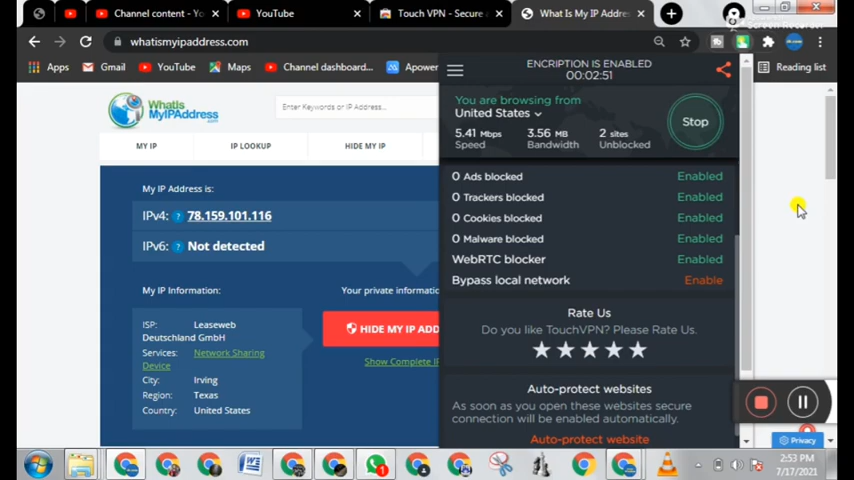 Channel content - Yo
YouTube
Touch VPN - Secure a
What Is My IP Addres
Screen Recorder
whatismyipaddress.com
Apps
Gmail
YouTube
Maps
Channel dashboard...
Apower
Reading list
WhatIs
MyIPAddress
Enter Keywords or IP Address...
MY IP
IP LOOKUP
HIDE MY IP
My IP Address is:
IPv4: ? 78.159.101.116
IPv6: ? Not detected
My IP Information:
Your private informatio
ISP: Leaseweb
Deutschland GmbH
Services: Network Sharing
Device
City: Irving
Region: Texas
Country: United States
HIDE MY IP ADD
Show Complete IP
ENCRIPTION IS ENABLED
00:02:51
You are browsing from
United States
Stop
5.41 Mbps 3.56 MB 2 sites
Speed Bandwidth Unblocked
0 Ads blocked Enabled
0 Trackers blocked Enabled
0 Cookies blocked Enabled
0 Malware blocked Enabled
WebRTC blocker Enabled
Bypass local network Enable
Rate Us
Do you like TouchVPN? Please Rate Us.
Auto-protect websites
As soon as you open these websites secure
connection will be enabled automatically.
Auto-protect website
Privacy
2:53 PM
7/17/2021